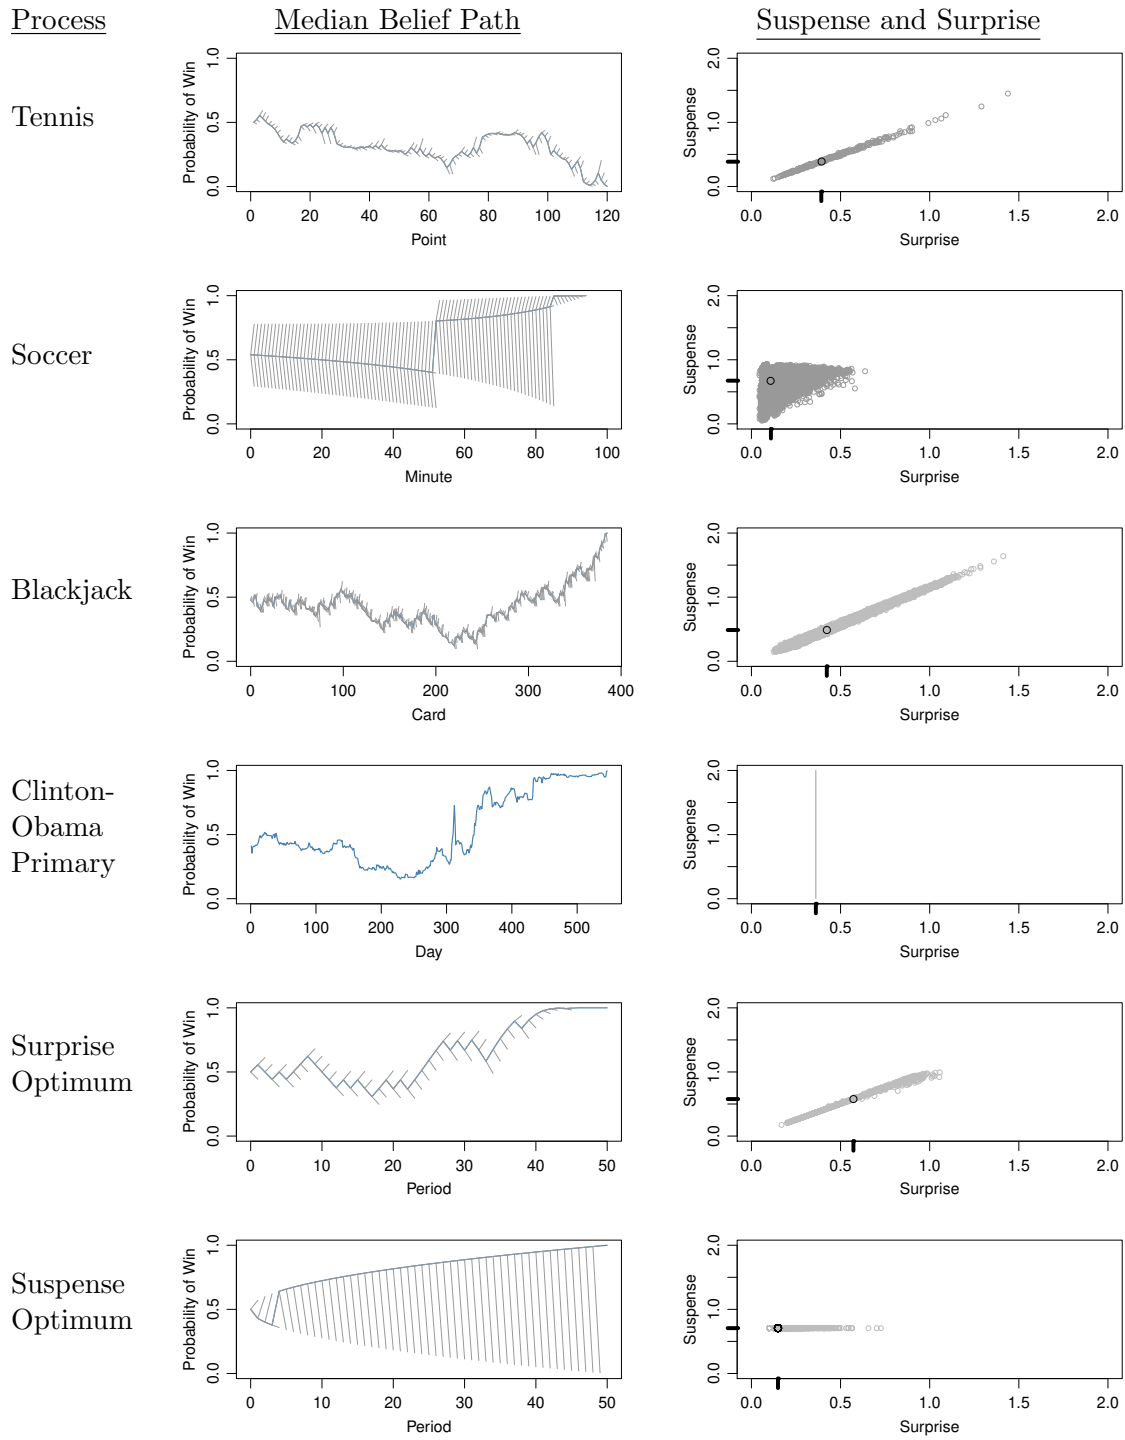 Process Median Belief Path Suspense and Surprise
Tennis
Probability of Win
0.0 0.5 1.0
0 20 40 60 80 100 120
Point
Suspense
0.0 1.0 2.0
0.0 0.5 1.0 1.5 2.0
Surprise
Soccer
Probability of Win
0.0 0.5 1.0
0 20 40 60 80 100
Minute
Suspense
0.0 1.0 2.0
0.0 0.5 1.0 1.5 2.0
Surprise
Blackjack
Probability of Win
0.0 0.5 1.0
0 100 200 300 400
Card
Suspense
0.0 1.0 2.0
0.0 0.5 1.0 1.5 2.0
Surprise
Clinton-
Obama
Primary
Probability of Win
0.0 0.5 1.0
0 100 200 300 400 500
Day
Suspense
0.0 1.0 2.0
0.0 0.5 1.0 1.5 2.0
Surprise
Surprise
Optimum
Probability of Win
0.0 0.5 1.0
0 10 20 30 40 50
Period
Suspense
0.0 1.0 2.0
0.0 0.5 1.0 1.5 2.0
Surprise
Suspense
Optimum
Probability of Win
0.0 0.5 1.0
0 10 20 30 40 50
Period
Suspense
0.0 1.0 2.0
0.0 0.5 1.0 1.5 2.0
Surprise